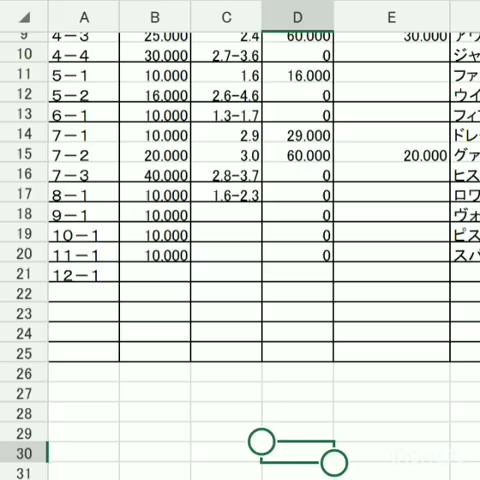 A B C D E
9 4－3 25.000 2.4 60.000 30.000 アワ
10 4－4 30.000 2.7-3.6 0 ジャ
11 5－1 10.000 1.6 16.000 ファ
12 5－2 16.000 2.6-4.6 0 ウイ
13 6－1 10.000 1.3-1.7 0 フィ
14 7－1 10.000 2.9 29.000 ドレ
15 7－2 20.000 3.0 60.000 20.000 グァ
16 7－3 40.000 2.8-3.7 0 ヒス
17 8－1 10.000 1.6-2.3 0 ロワ
18 9－1 10.000 0 ヴォ
19 10－1 10.000 0 ピス
20 11－1 10.000 0 スパ
21 12－1
22
23
24
25
26
27
28
29
30
31